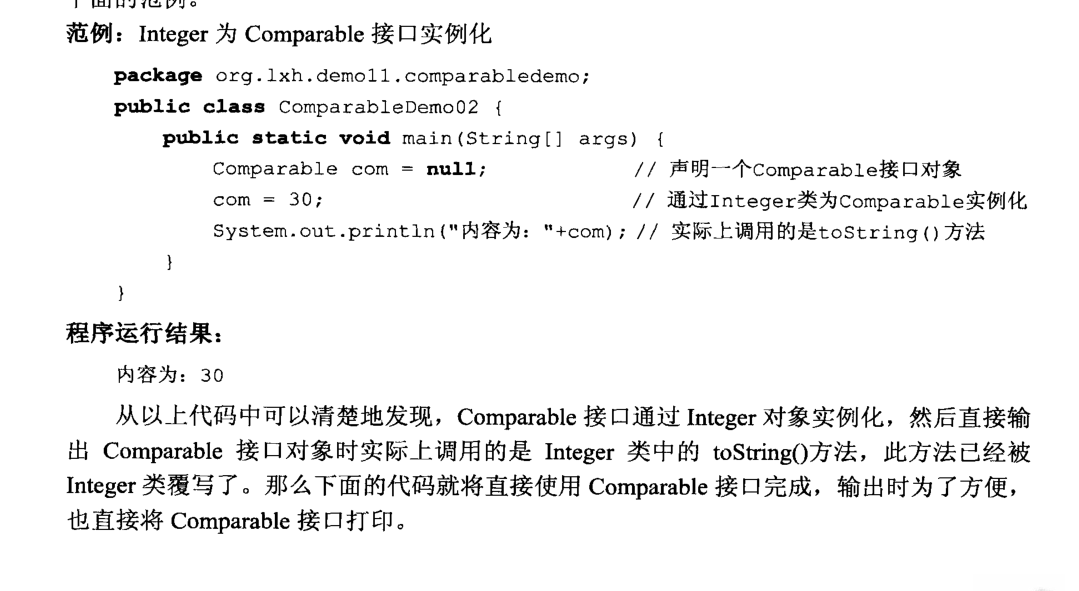 下面的范例。
范例：Integer 为 Comparable 接口实例化
package org.lxh.demo11.comparabledemo;
public class ComparableDemo02 {
public static void main(String[] args) {
Comparable com = null; // 声明一个Comparable接口对象
com = 30; // 通过Integer类为Comparable实例化
System.out.println("内容为："+com); // 实际上调用的是toString()方法
}
}
程序运行结果：
内容为：30
从以上代码中可以清楚地发现，Comparable 接口通过 Integer 对象实例化，然后直接输
出 Comparable 接口对象时实际上调用的是 Integer 类中的 toString()方法，此方法已经被
Integer 类覆写了。那么下面的代码就将直接使用 Comparable 接口完成，输出时为了方便，
也直接将 Comparable 接口打印。